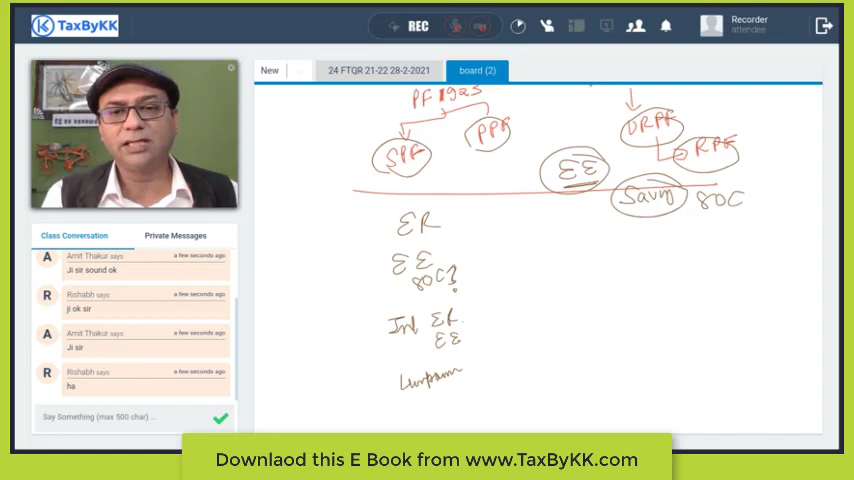 TaxByKK
REC
Recorder
attendee
New
24 FTQR 21-22 28-2-2021
board (2)
PF 1925
SPF
PPF
URPF
RPF
EE
Saving 80C
ER
EE
80C?
Int ER
EE
Lumpsum
Class Conversation
Private Messages
A
Amit Thakur says
a few seconds ago
Ji sir sound ok
R
Rishabh says
a few seconds ago
ji ok sir
A
Amit Thakur says
a few seconds ago
Ji sir
R
Rishabh says
a few seconds ago
ha
Say Something (max 500 char) ...
Downlaod this E Book from www.TaxByKK.com